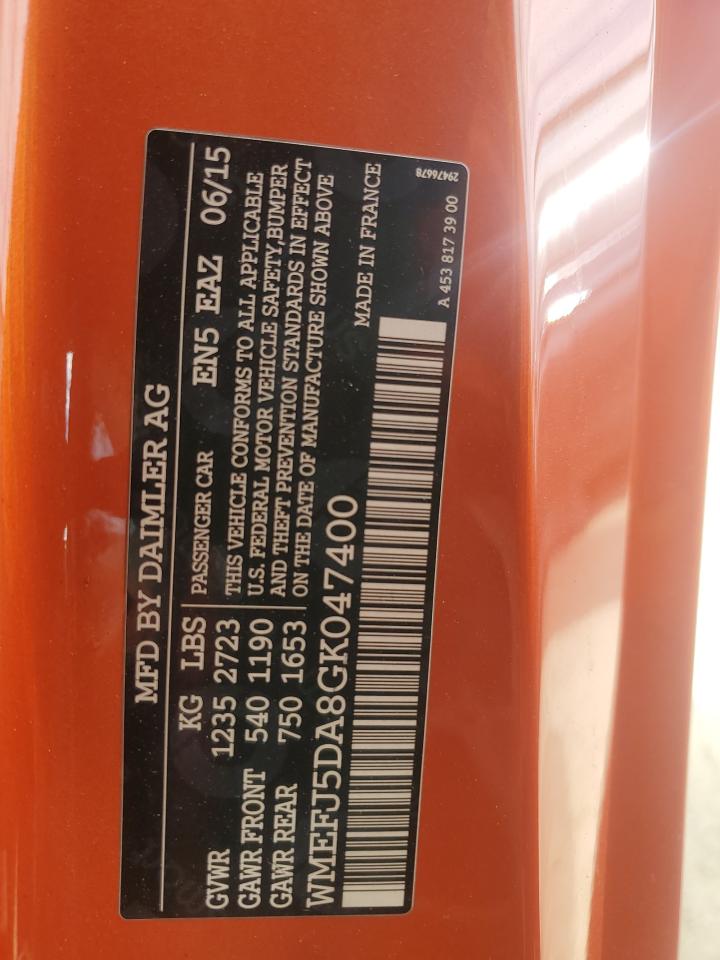 MFD BY DAIMLER AG
KG LBS
GVWR 1235 2723
GAWR FRONT 540 1190
GAWR REAR 750 1653
PASSENGER CAR EN5 EAZ 06/15
THIS VEHICLE CONFORMS TO ALL APPLICABLE
U.S. FEDERAL MOTOR VEHICLE SAFETY, BUMPER
AND THEFT PREVENTION STANDARDS IN EFFECT
ON THE DATE OF MANUFACTURE SHOWN ABOVE
WMEFJ5DA8GK047400
MADE IN FRANCE
A 453 817 39 00
29476678